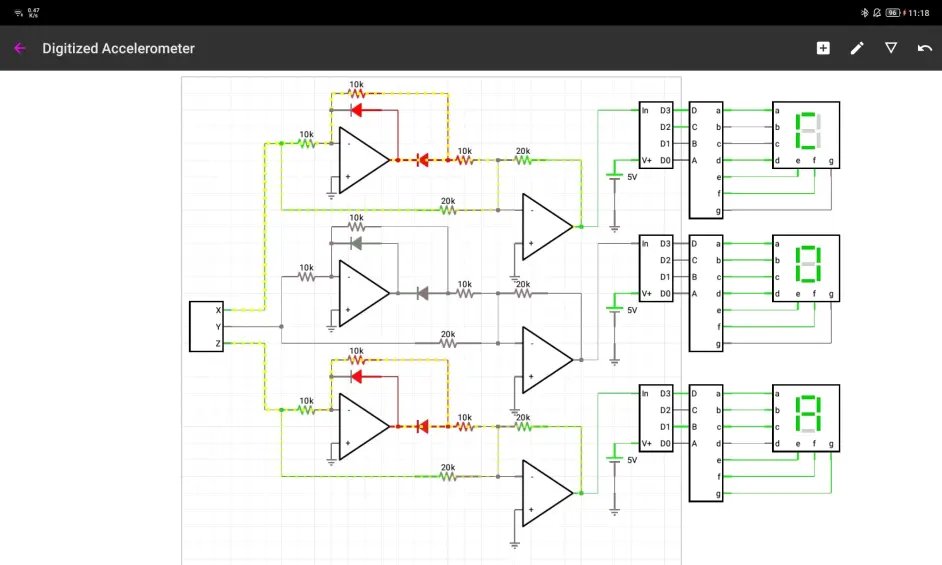 0.47
K/s
96
11:18
Digitized Accelerometer
10k
10k
-
+
10k
20k
20k
-
+
In
V+
D3
D2
D1
D0
5V
D
C
B
A
a
b
c
d
e
f
g
a
b
c
d
e f g
10k
10k
-
+
10k
20k
20k
-
+
In
V+
D3
D2
D1
D0
5V
D
C
B
A
a
b
c
d
e
f
g
a
b
c
d
e f g
X
Y
Z
10k
10k
-
+
10k
20k
20k
-
+
In
V+
D3
D2
D1
D0
5V
D
C
B
A
a
b
c
d
e
f
g
a
b
c
d
e f g
C
0
A